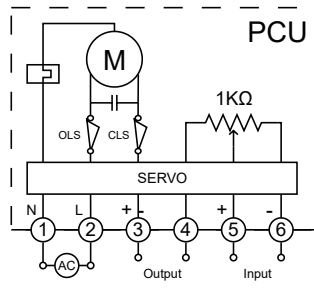 PCU
M
1KΩ
OLS CLS
SERVO
N L + - + -
1 2 3 4 5 6
AC Output Input